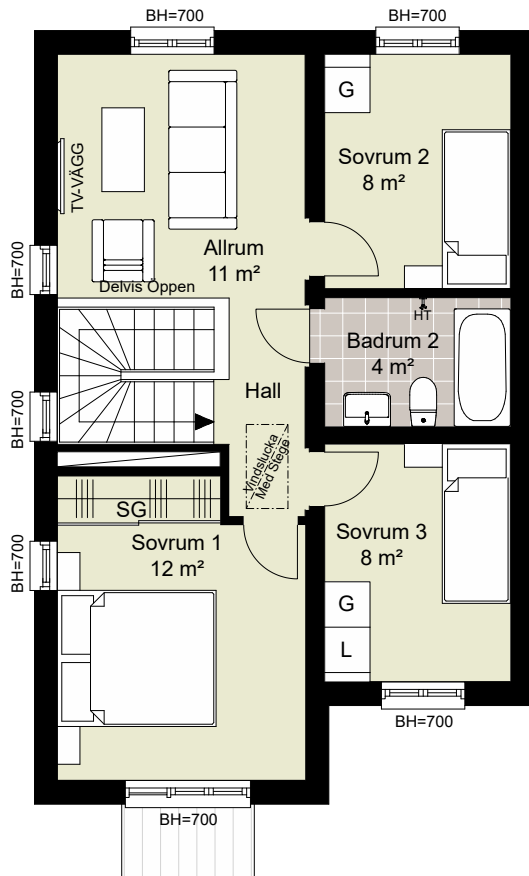 BH=700
BH=700
G
Sovrum 2
8 m²
TV-VÄGG
Allrum
11 m²
BH=700
Delvis Öppen
HT
Badrum 2
4 m²
Hall
BH=700
Vindslucka
Med Stege
SG
Sovrum 1
12 m²
Sovrum 3
8 m²
BH=700
G
L
BH=700
BH=700